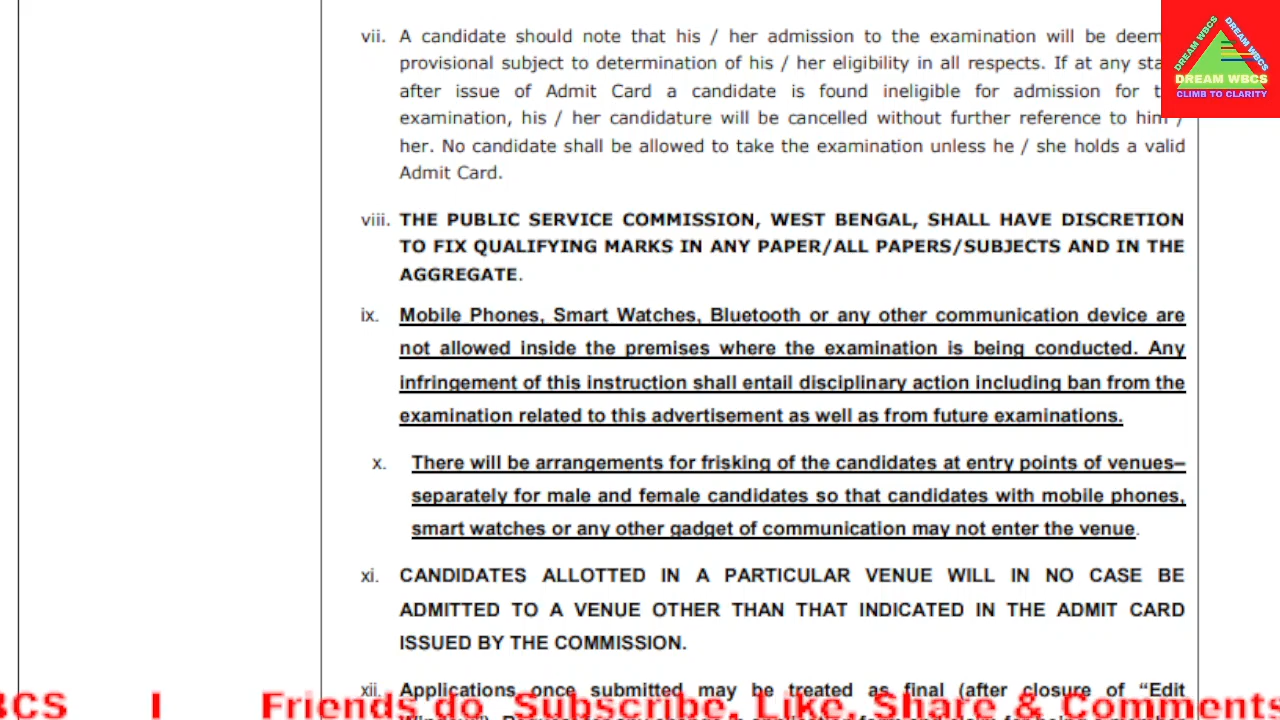 vii. A candidate should note that his / her admission to the examination will be
provisional subject to determination of his / her eligibility in all respects. If at any
after issue of Admit Card a candidate is found ineligible for admission for
examination, his / her candidature will be cancelled without further reference to him /
her. No candidate shall be allowed to take the examination unless he / she holds a valid
Admit Card.
viii. THE PUBLIC SERVICE COMMISSION, WEST BENGAL, SHALL HAVE DISCRETION
TO FIX QUALIFYING MARKS IN ANY PAPER/ALL PAPERS/SUBJECTS AND IN THE
AGGREGATE.
ix. Mobile Phones, Smart Watches, Bluetooth or any other communication device are
not allowed inside the premises where the examination is being conducted. Any
infringement of this instruction shall entail disciplinary action including ban from the
examination related to this advertisement as well as from future examinations.
x. There will be arrangements for frisking of the candidates at entry points of venues–
separately for male and female candidates so that candidates with mobile phones,
smart watches or any other gadget of communication may not enter the venue.
xi. CANDIDATES ALLOTTED IN A PARTICULAR VENUE WILL IN NO CASE BE
ADMITTED TO A VENUE OTHER THAN THAT INDICATED IN THE ADMIT CARD
ISSUED BY THE COMMISSION.
xii. Applications once submitted may be treated as final (after closure of “Edit
BCS I Friends do Subscribe, Like, Share & Comments
DREAM WBCS
DREAM WBCS
DREAM WBCS
CLIMB TO CLARITY